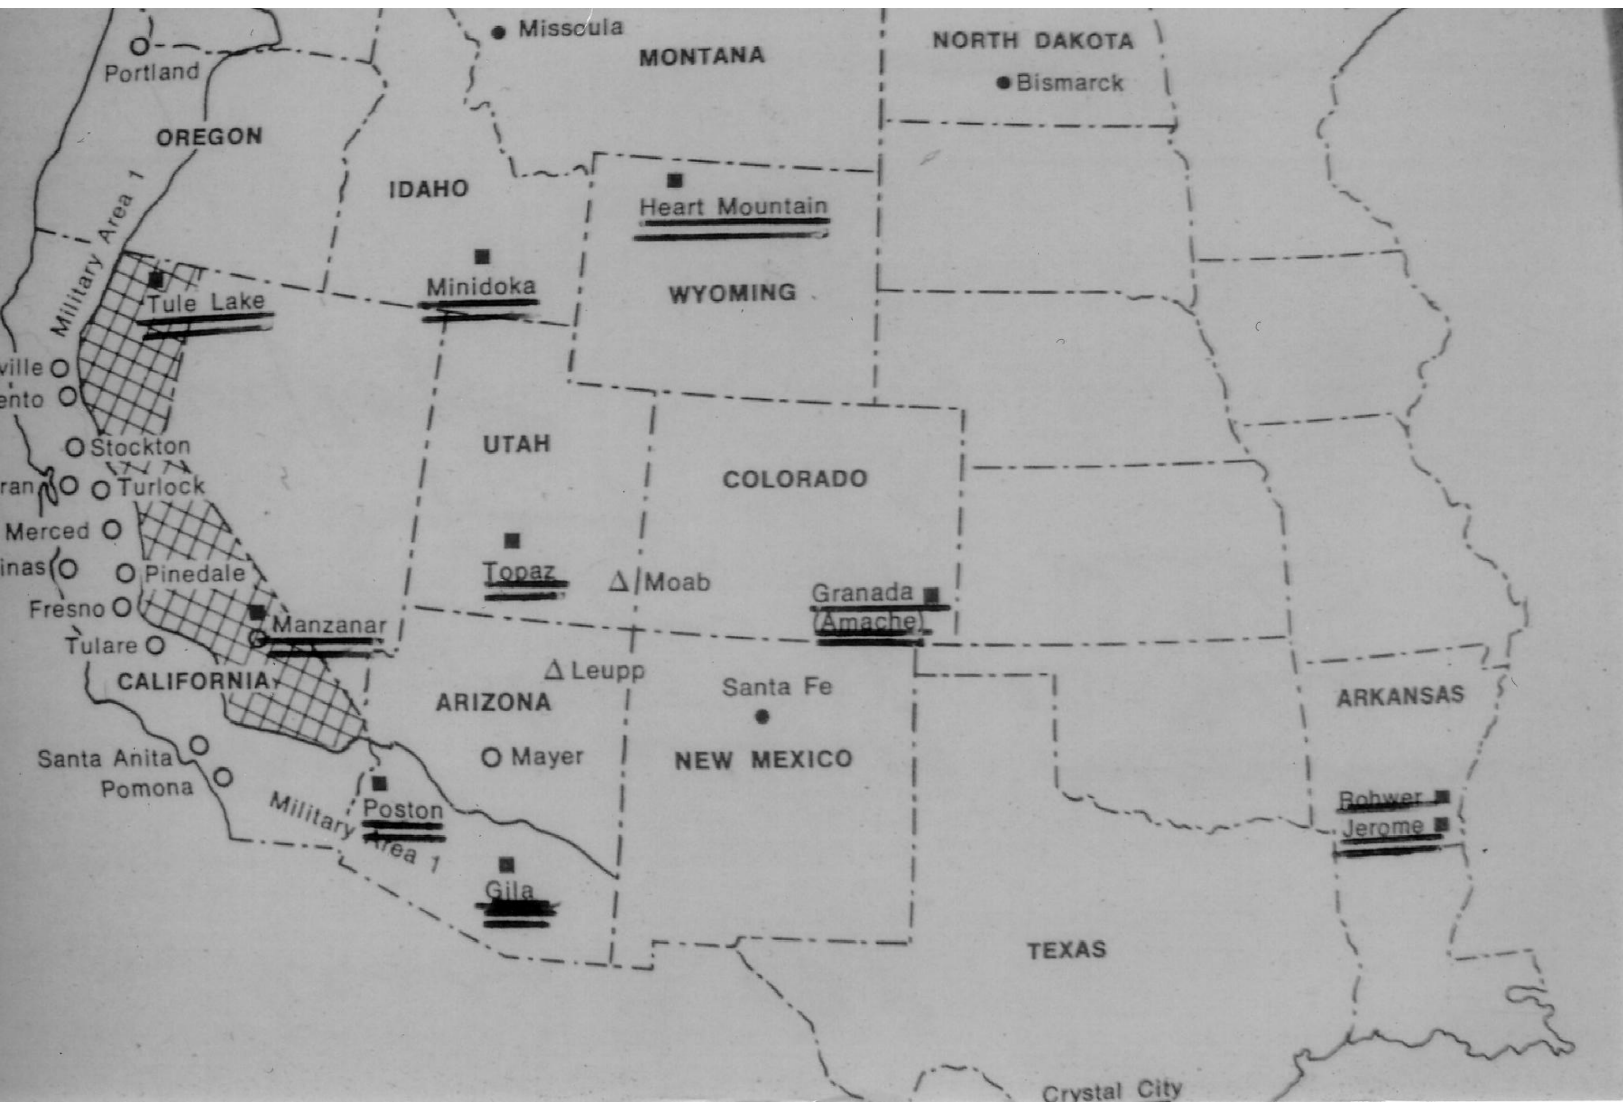 Missoula
MONTANA
NORTH DAKOTA
Bismarck
Portland
OREGON
IDAHO
Military Area 1
Heart Mountain
WYOMING
Minidoka
Tule Lake
ville
ento
Stockton
UTAH
COLORADO
ran
Turlock
Merced
inas
Pinedale
Topaz
Moab
Granada
(Amache)
Fresno
Manzanar
Tulare
CALIFORNIA
Leupp
ARIZONA
Santa Fe
NEW MEXICO
ARKANSAS
Mayer
Santa Anita
Pomona
Military Area 1
Poston
Rohwer
Jerome
Gila
TEXAS
Crystal City